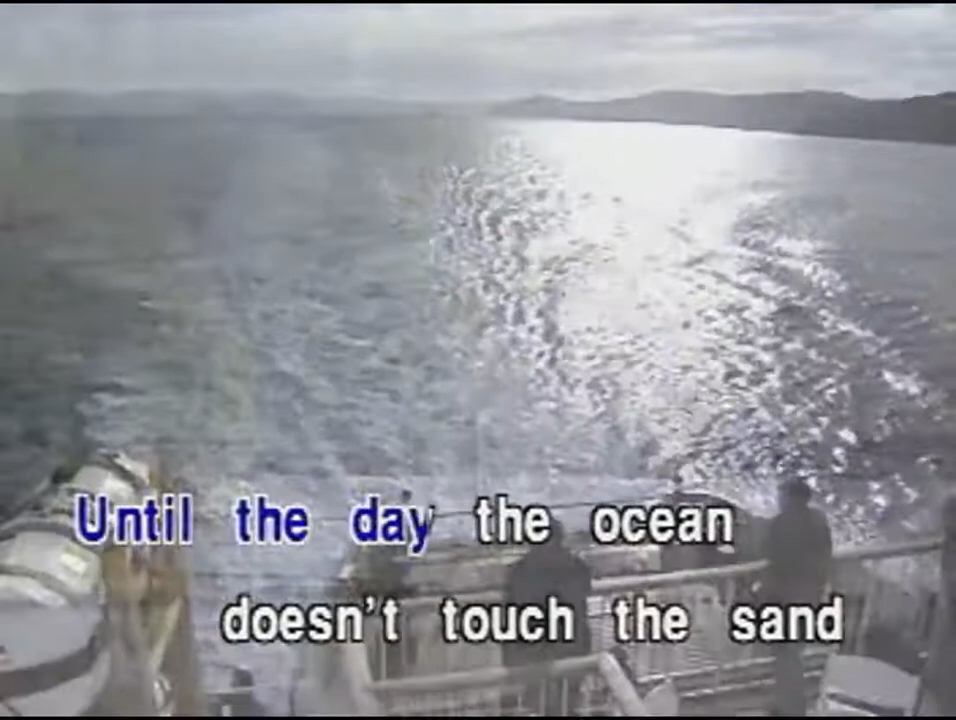 Until the day the ocean
doesn't touch the sand